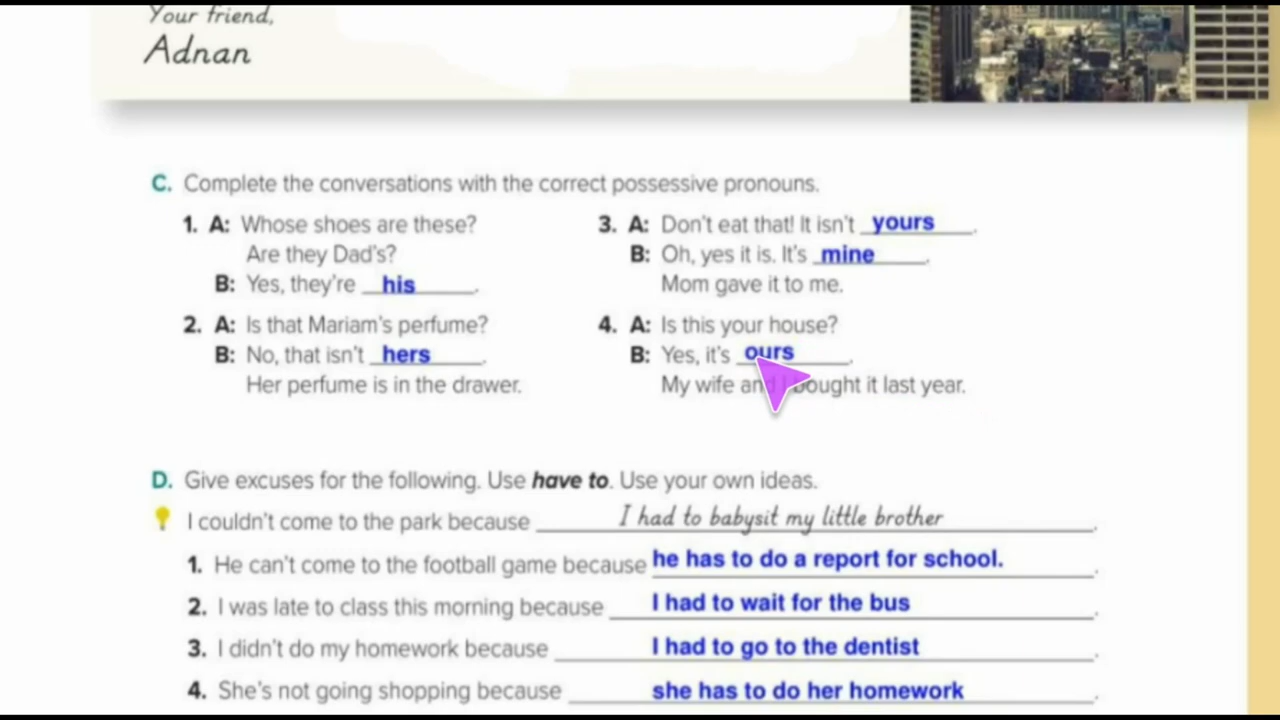 Your friend,
Adnan
C. Complete the conversations with the correct possessive pronouns.
1. A: Whose shoes are these?
Are they Dad's?
B: Yes, they're his.
2. A: Is that Mariam's perfume?
B: No, that isn't hers.
Her perfume is in the drawer.
3. A: Don't eat that! It isn't yours.
B: Oh, yes it is. It's mine.
Mom gave it to me.
4. A: Is this your house?
B: Yes, it's ours.
My wife and I bought it last year.
D. Give excuses for the following. Use have to. Use your own ideas.
I couldn't come to the park because I had to babysit my little brother.
1. He can't come to the football game because he has to do a report for school. .
2. I was late to class this morning because I had to wait for the bus.
3. I didn't do my homework because I had to go to the dentist.
4. She's not going shopping because she has to do her homework.